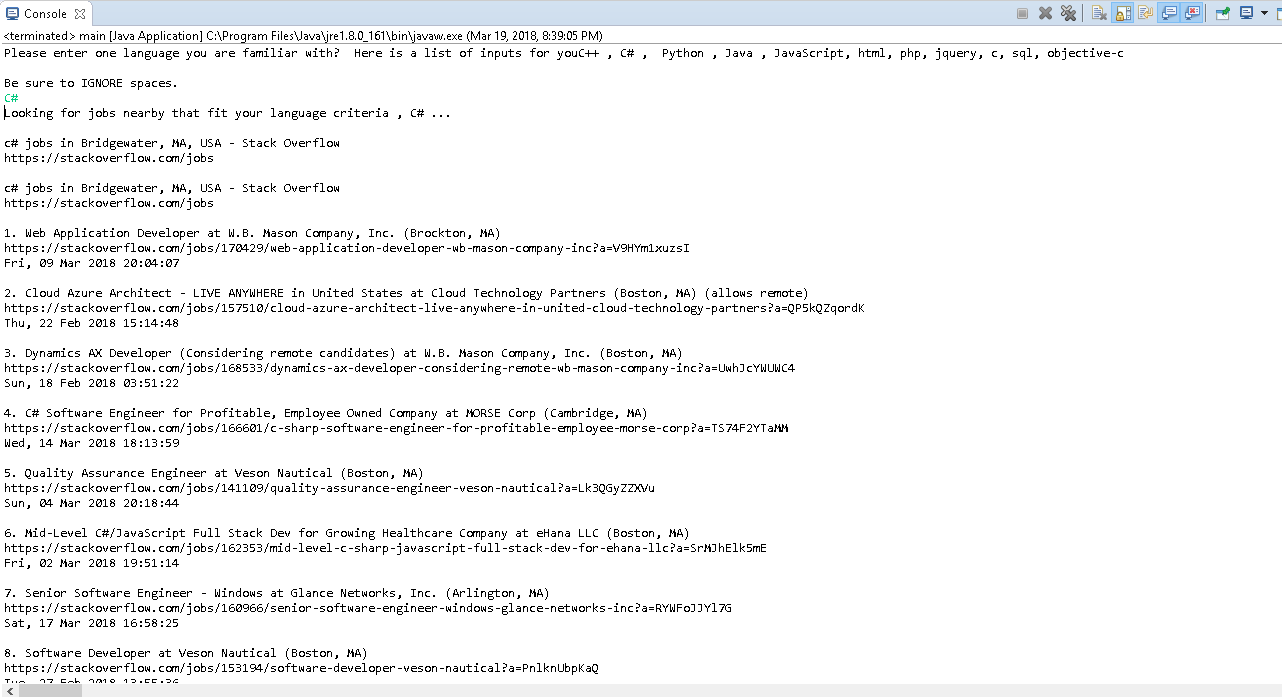 Console
<terminated> main [Java Application] C:\Program Files\Java\jre1.8.0_161\bin\javaw.exe (Mar 19, 2018, 8:39:05 PM)
Please enter one language you are familiar with?  Here is a list of inputs for youC++ , C# ,  Python , Java , JavaScript, html, php, jquery, c, sql, objective-c
Be sure to IGNORE spaces.
C#
Looking for jobs nearby that fit your language criteria , C# ...
c# jobs in Bridgewater, MA, USA - Stack Overflow
https://stackoverflow.com/jobs
c# jobs in Bridgewater, MA, USA - Stack Overflow
https://stackoverflow.com/jobs
1. Web Application Developer at W.B. Mason Company, Inc. (Brockton, MA)
https://stackoverflow.com/jobs/170429/web-application-developer-wb-mason-company-inc?a=V9HYm1xuzsI
Fri, 09 Mar 2018 20:04:07
2. Cloud Azure Architect - LIVE ANYWHERE in United States at Cloud Technology Partners (Boston, MA) (allows remote)
https://stackoverflow.com/jobs/157510/cloud-azure-architect-live-anywhere-in-united-cloud-technology-partners?a=QP5kQZqordK
Thu, 22 Feb 2018 15:14:48
3. Dynamics AX Developer (Considering remote candidates) at W.B. Mason Company, Inc. (Boston, MA)
https://stackoverflow.com/jobs/168533/dynamics-ax-developer-considering-remote-wb-mason-company-inc?a=UwhJcYWUWC4
Sun, 18 Feb 2018 03:51:22
4. C# Software Engineer for Profitable, Employee Owned Company at MORSE Corp (Cambridge, MA)
https://stackoverflow.com/jobs/166601/c-sharp-software-engineer-for-profitable-employee-morse-corp?a=TS74F2YTaMM
Wed, 14 Mar 2018 18:13:59
5. Quality Assurance Engineer at Veson Nautical (Boston, MA)
https://stackoverflow.com/jobs/141109/quality-assurance-engineer-veson-nautical?a=Lk3QGyZZXVu
Sun, 04 Mar 2018 20:18:44
6. Mid-Level C#/JavaScript Full Stack Dev for Growing Healthcare Company at eHana LLC (Boston, MA)
https://stackoverflow.com/jobs/162353/mid-level-c-sharp-javascript-full-stack-dev-for-ehana-llc?a=SrMJhElk5mE
Fri, 02 Mar 2018 19:51:14
7. Senior Software Engineer - Windows at Glance Networks, Inc. (Arlington, MA)
https://stackoverflow.com/jobs/160966/senior-software-engineer-windows-glance-networks-inc?a=RYWFoJJYl7G
Sat, 17 Mar 2018 16:58:25
8. Software Developer at Veson Nautical (Boston, MA)
https://stackoverflow.com/jobs/153194/software-developer-veson-nautical?a=PnlknUbpKaQ
Tue, 27 Feb 2018